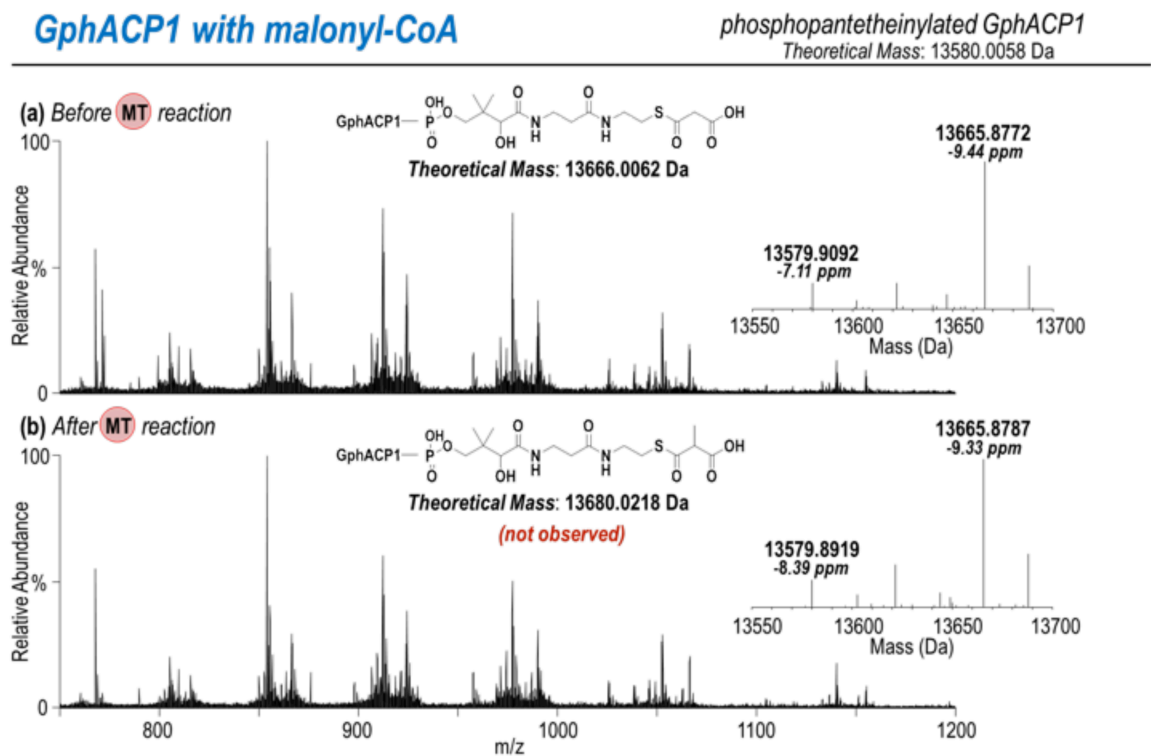 GphACP1 with malonyl-CoA
phosphopantetheinylated GphACP1
Theoretical Mass: 13580.0058 Da
(a) Before MT reaction
GphACP1
OH
P
O
O
OH
O
N
H
O
N
H
S
O
O
OH
Theoretical Mass: 13666.0062 Da
100
%
0
Relative Abundance
13665.8772
-9.44 ppm
13579.9092
-7.11 ppm
13550
13600
13650
13700
Mass (Da)
(b) After MT reaction
GphACP1
OH
P
O
O
OH
O
N
H
O
N
H
S
O
O
OH
Theoretical Mass: 13680.0218 Da
(not observed)
100
%
0
Relative Abundance
13665.8787
-9.33 ppm
13579.8919
-8.39 ppm
13550
13600
13650
13700
Mass (Da)
800
900
1000
1100
1200
m/z